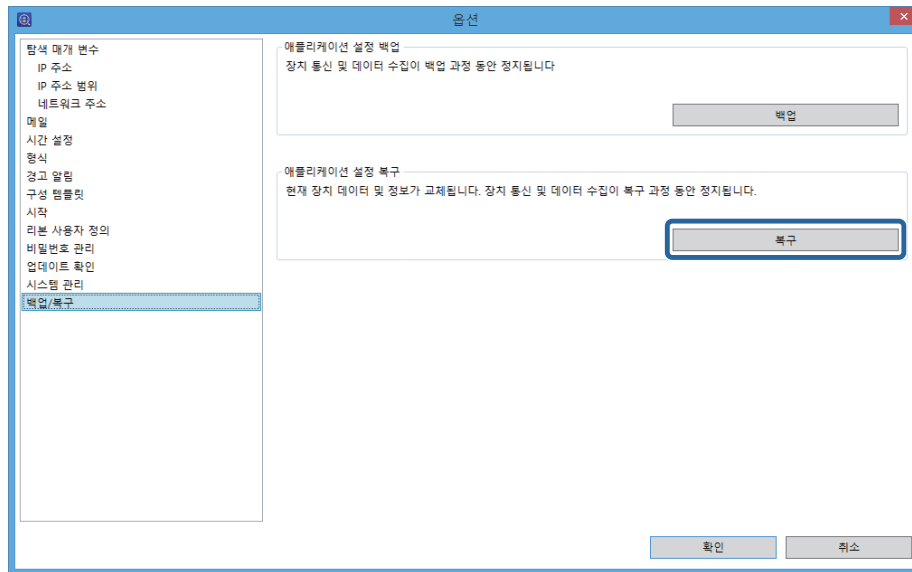 옵션
탐색 매개 변수
IP 주소
IP 주소 범위
네트워크 주소
메일
시간 설정
형식
경고 알림
구성 템플릿
시작
리본 사용자 정의
비밀번호 관리
업데이트 확인
시스템 관리
백업/복구
애플리케이션 설정 백업
장치 통신 및 데이터 수집이 백업 과정 동안 정지됩니다
백업
애플리케이션 설정 복구
현재 장치 데이터 및 정보가 교체됩니다. 장치 통신 및 데이터 수집이 복구 과정 동안 정지됩니다.
복구
확인
취소